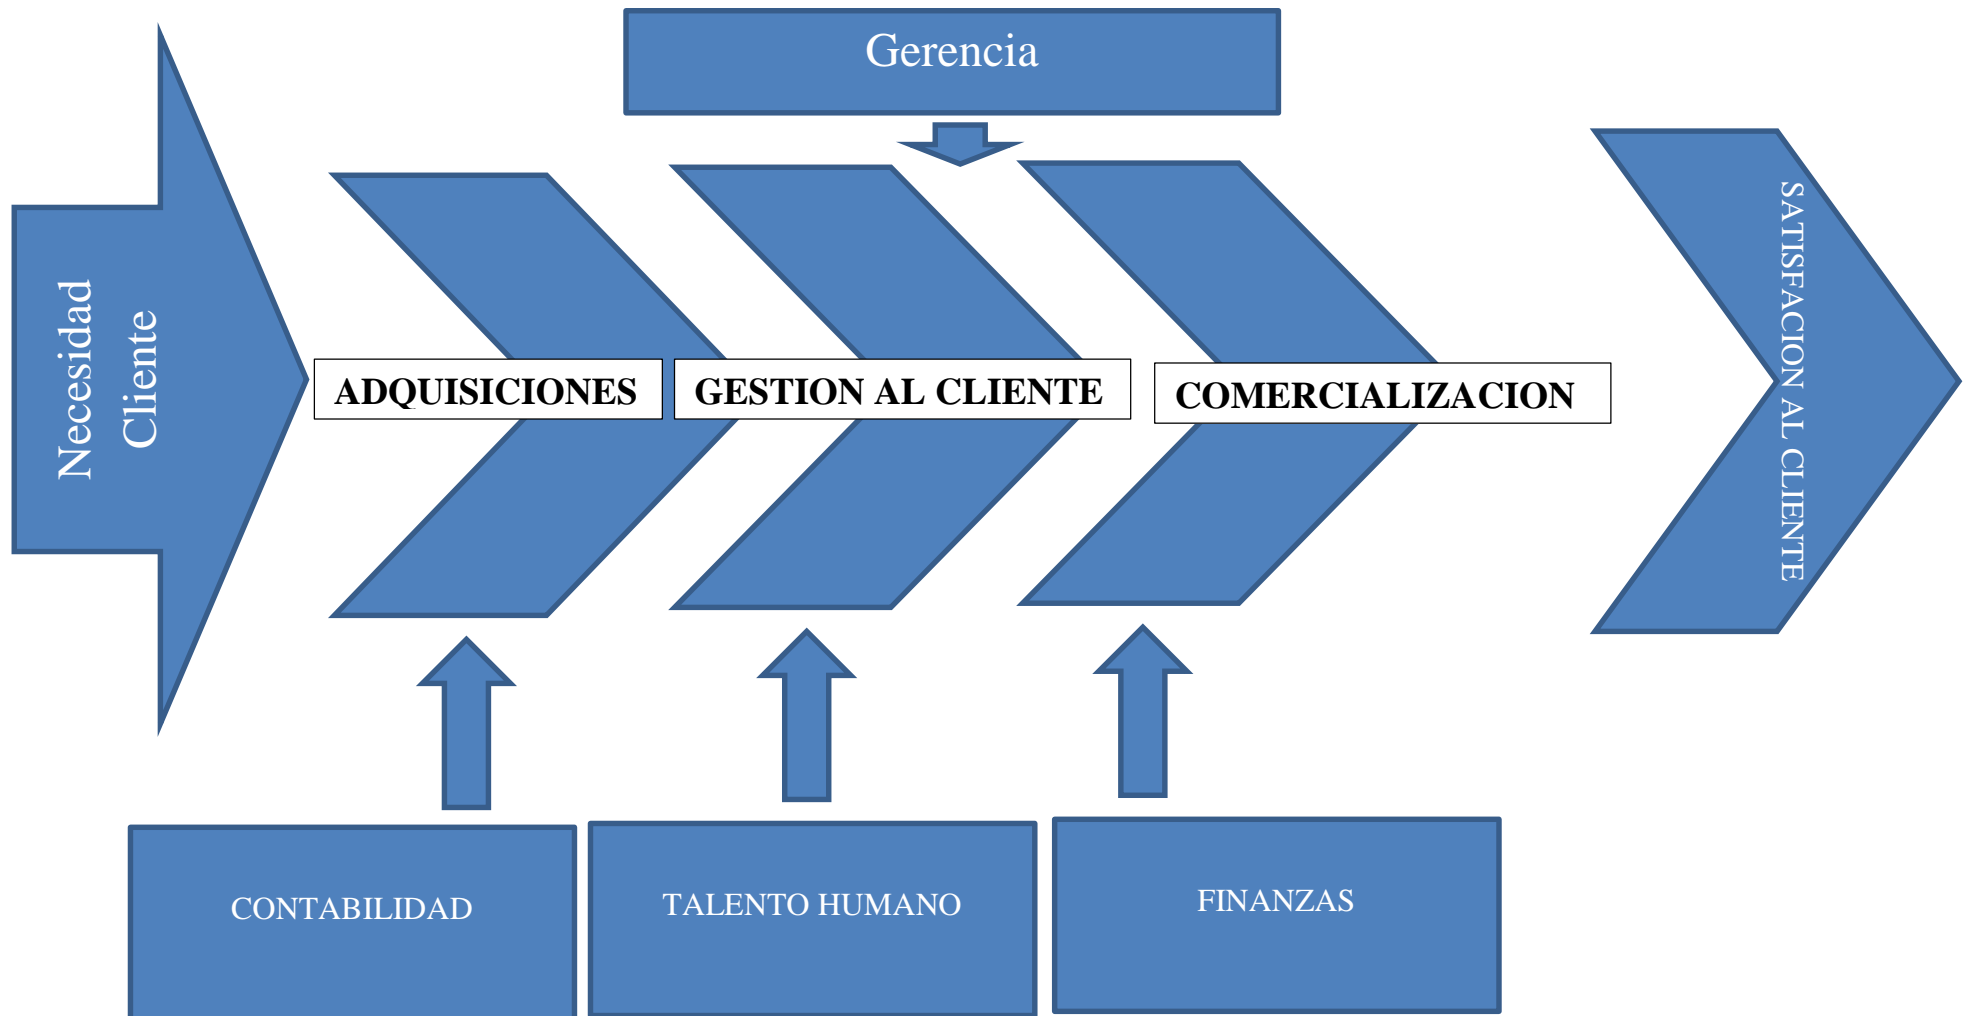 Gerencia
Necesidad
Cliente
ADQUISICIONES
GESTION AL CLIENTE
COMERCIALIZACION
SATISFACION AL CLIENTE
CONTABILIDAD
TALENTO HUMANO
FINANZAS